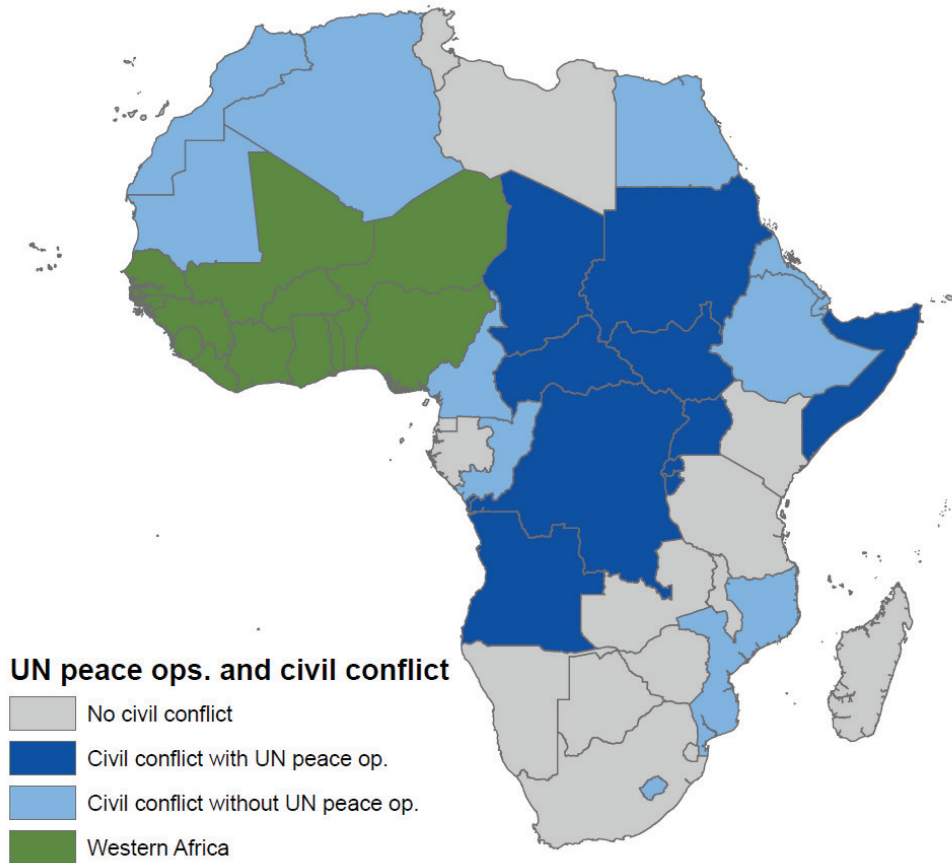 UN peace ops. and civil conflict
No civil conflict
Civil conflict with UN peace op.
Civil conflict without UN peace op.
Western Africa